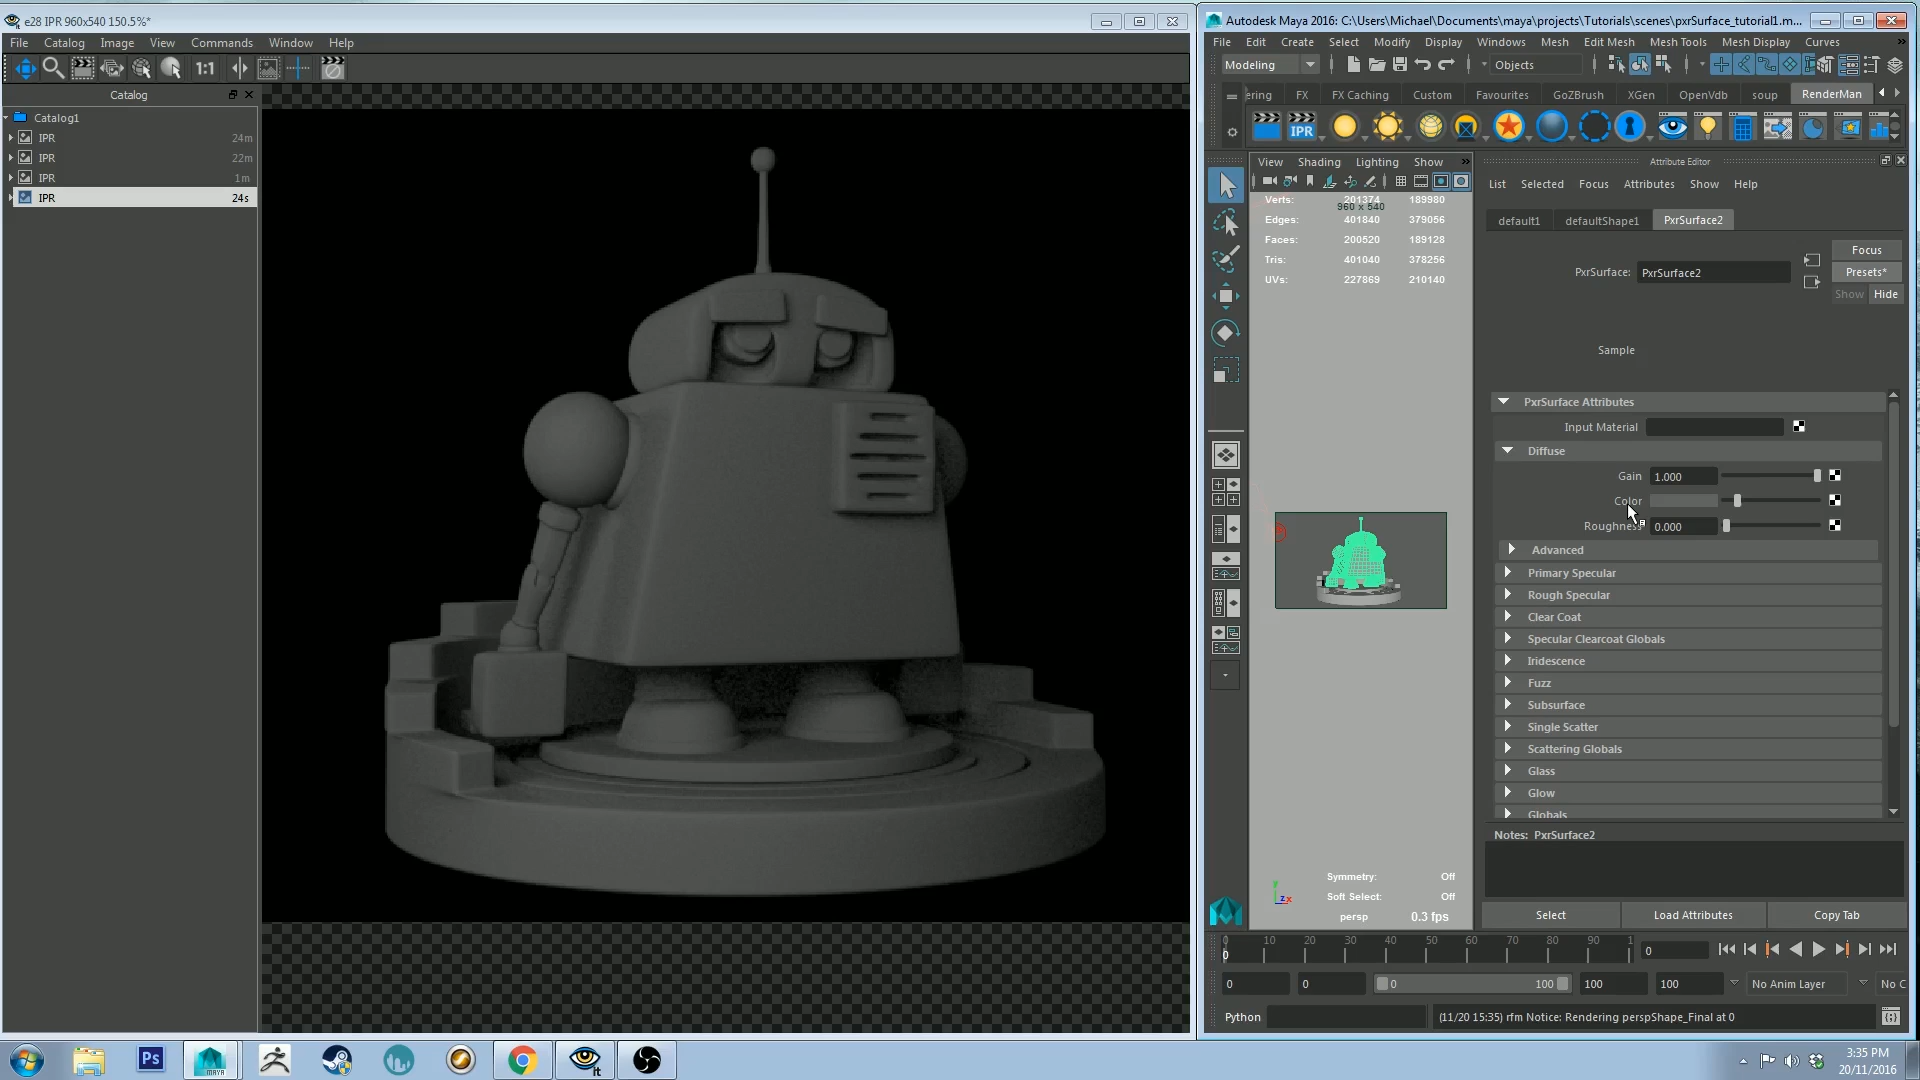 e28 IPR 960x540 150.5%*
File Catalog Image View Commands Window Help
1:1
Catalog
Catalog1
IPR 24m
IPR 22m
IPR 1m
IPR 24s
Autodesk Maya 2016: C:\Users\Michael\Documents\maya\projects\Tutorials\scenes\pxrSurface_tutorial1.m...
File Edit Create Select Modify Display Windows Mesh Edit Mesh Mesh Tools Mesh Display Curves
Modeling Objects
ering FX FX Caching Custom Favourites GoZBrush XGen OpenVdb soup RenderMan
IPR
View Shading Lighting Show
Verts: 201374 189980
960 x 540
Edges: 401840 379056
Faces: 200520 189128
Tris: 401040 378256
UVs: 227869 210140
Symmetry: Off
Soft Select: Off
persp 0.3 fps
Attribute Editor
List Selected Focus Attributes Show Help
default1 defaultShape1 PxrSurface2
Focus
PxrSurface: PxrSurface2
Presets*
Show Hide
Sample
PxrSurface Attributes
Input Material
Diffuse
Gain 1.000
Color
Roughness 0.000
Advanced
Primary Specular
Rough Specular
Clear Coat
Specular Clearcoat Globals
Iridescence
Fuzz
Subsurface
Single Scatter
Scattering Globals
Glass
Glow
Globals
Notes: PxrSurface2
Select Load Attributes Copy Tab
0 10 20 30 40 50 60 70 80 90 1
0
0
0 0 0 100 100 100 No Anim Layer No C
Python (11/20 15:35) rfm Notice: Rendering perspShape_Final at 0
Ps MAYA it
3:35 PM
20/11/2016